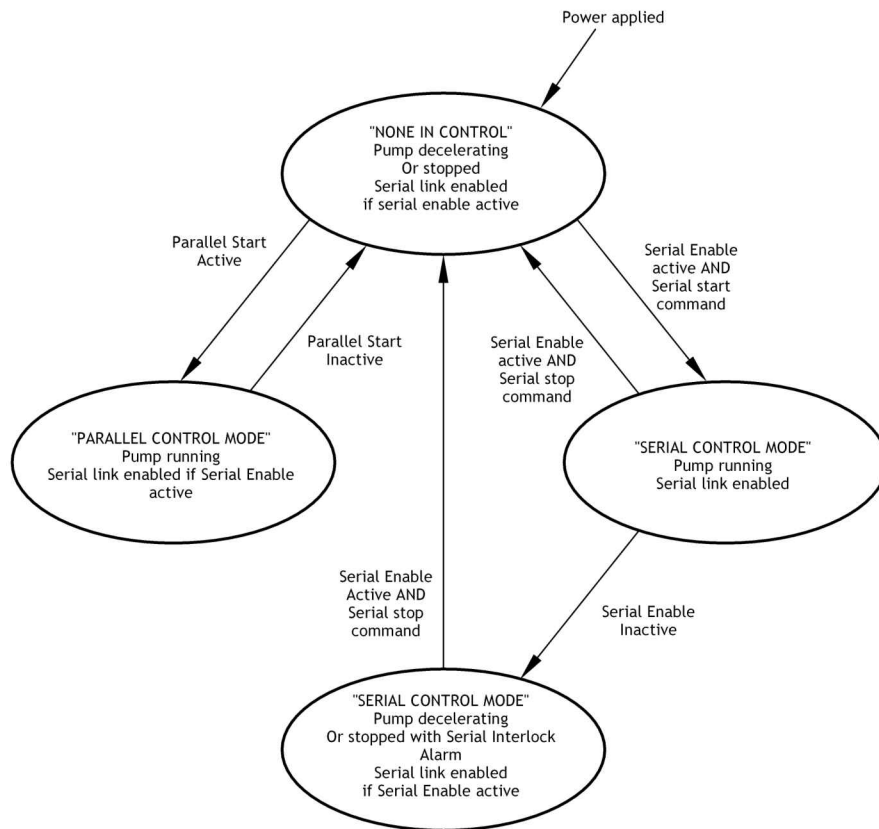 Power applied
"NONE IN CONTROL"
Pump decelerating
Or stopped
Serial link enabled
if serial enable active
Parallel Start
Active
Parallel Start
Inactive
Serial Enable
active AND
Serial stop
command
Serial Enable
active AND
Serial start
command
"PARALLEL CONTROL MODE"
Pump running
Serial link enabled if Serial Enable
active
"SERIAL CONTROL MODE"
Pump running
Serial link enabled
Serial Enable
Active AND
Serial stop
command
Serial Enable
Inactive
"SERIAL CONTROL MODE"
Pump decelerating
Or stopped with Serial Interlock
Alarm
Serial link enabled
if Serial Enable active